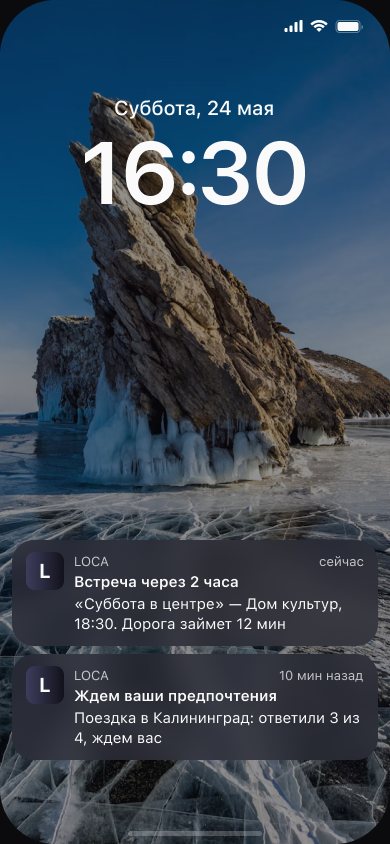 Суббота, 24 мая
16:30
LOCA
сейчас
L
Встреча через 2 часа
«Суббота в центре» — Дом культур,
18:30. Дорога займет 12 мин
LOCA
10 мин назад
L
Ждем ваши предпочтения
Поездка в Калининград: ответили 3 из
4, ждем вас